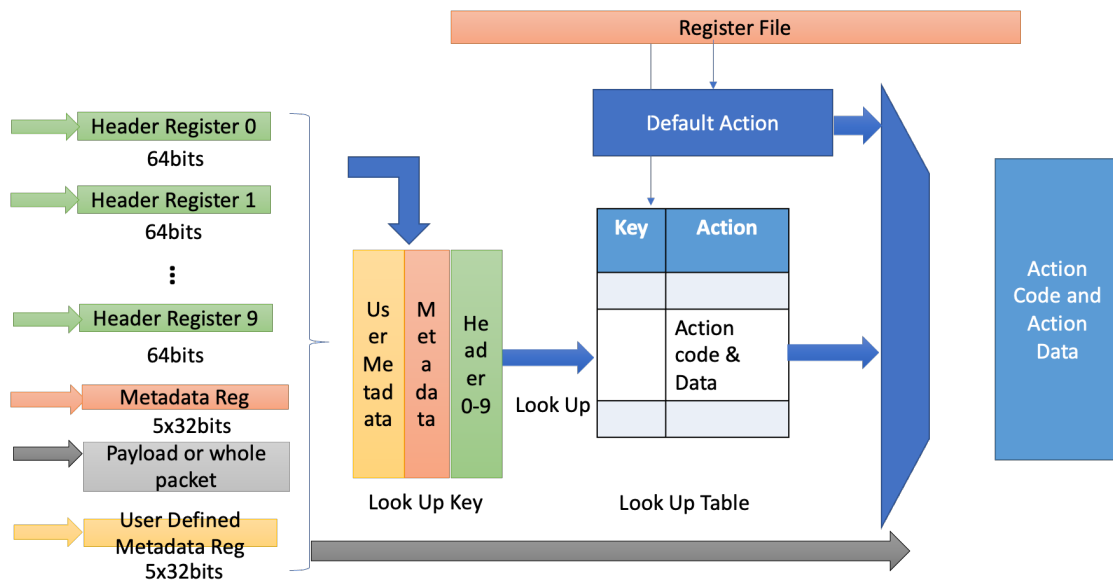 Register File
Default Action
Header Register 0
64bits
Header Register 1
64bits
...
Header Register 9
64bits
Metadata Reg
5x32bits
Payload or whole
packet
User Defined
Metadata Reg
5x32bits
Us
er
Me
tad
ata
M
et
a
da
ta
He
ad
er
0-9
Look Up Key
Look Up
Key
Action
Action
code &
Data
Look Up Table
Action
Code and
Action
Data